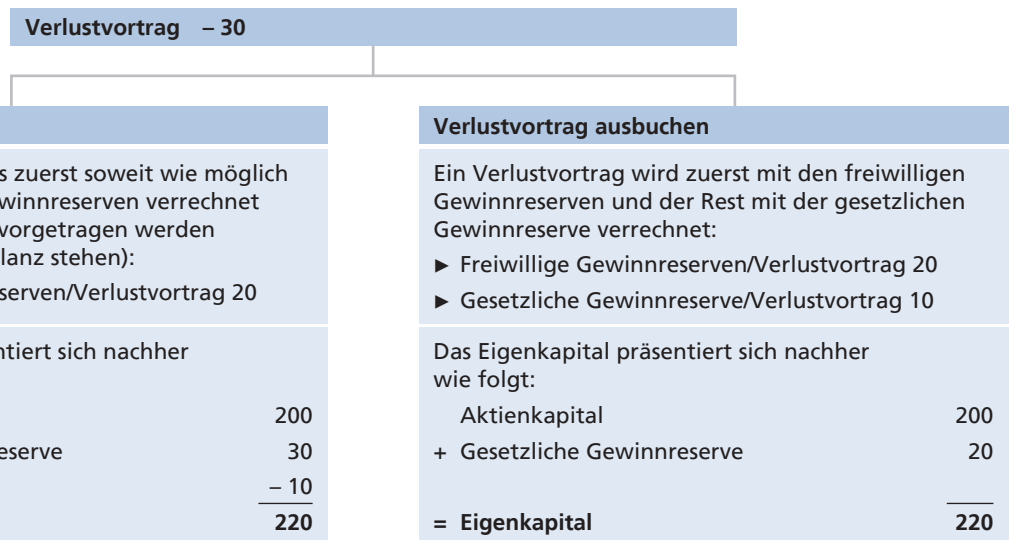 Verlustvortrag – 30
s zuerst soweit wie möglich
winnreserven verrechnet
vorgetragen werden
lanz stehen):
serven/Verlustvortrag 20
ntiert sich nachher
200
eserve 30
– 10
220
Verlustvortrag ausbuchen
Ein Verlustvortrag wird zuerst mit den freiwilligen
Gewinnreserven und der Rest mit der gesetzlichen
Gewinnreserve verrechnet:
► Freiwillige Gewinnreserven/Verlustvortrag 20
► Gesetzliche Gewinnreserve/Verlustvortrag 10
Das Eigenkapital präsentiert sich nachher
wie folgt:
Aktienkapital 200
+ Gesetzliche Gewinnreserve 20
= Eigenkapital 220